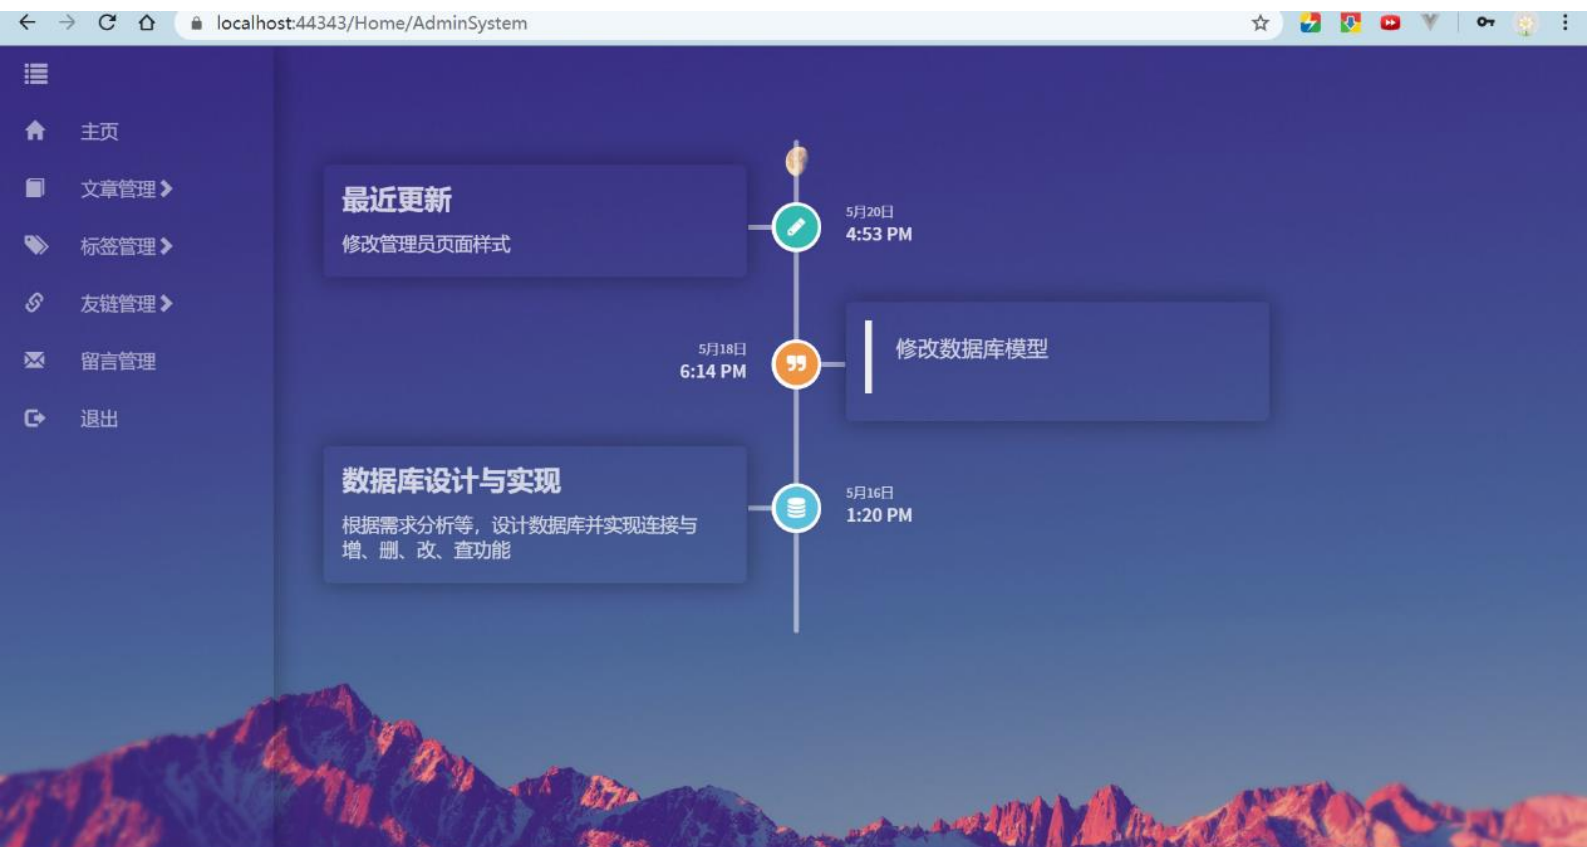 localhost:44343/Home/AdminSystem
主页
文章管理
标签管理
友链管理
留言管理
退出
最近更新
修改管理员页面样式
5月20日
4:53 PM
5月18日
6:14 PM
修改数据库模型
数据库设计与实现
根据需求分析等，设计数据库并实现连接与
增、删、改、查功能
5月16日
1:20 PM